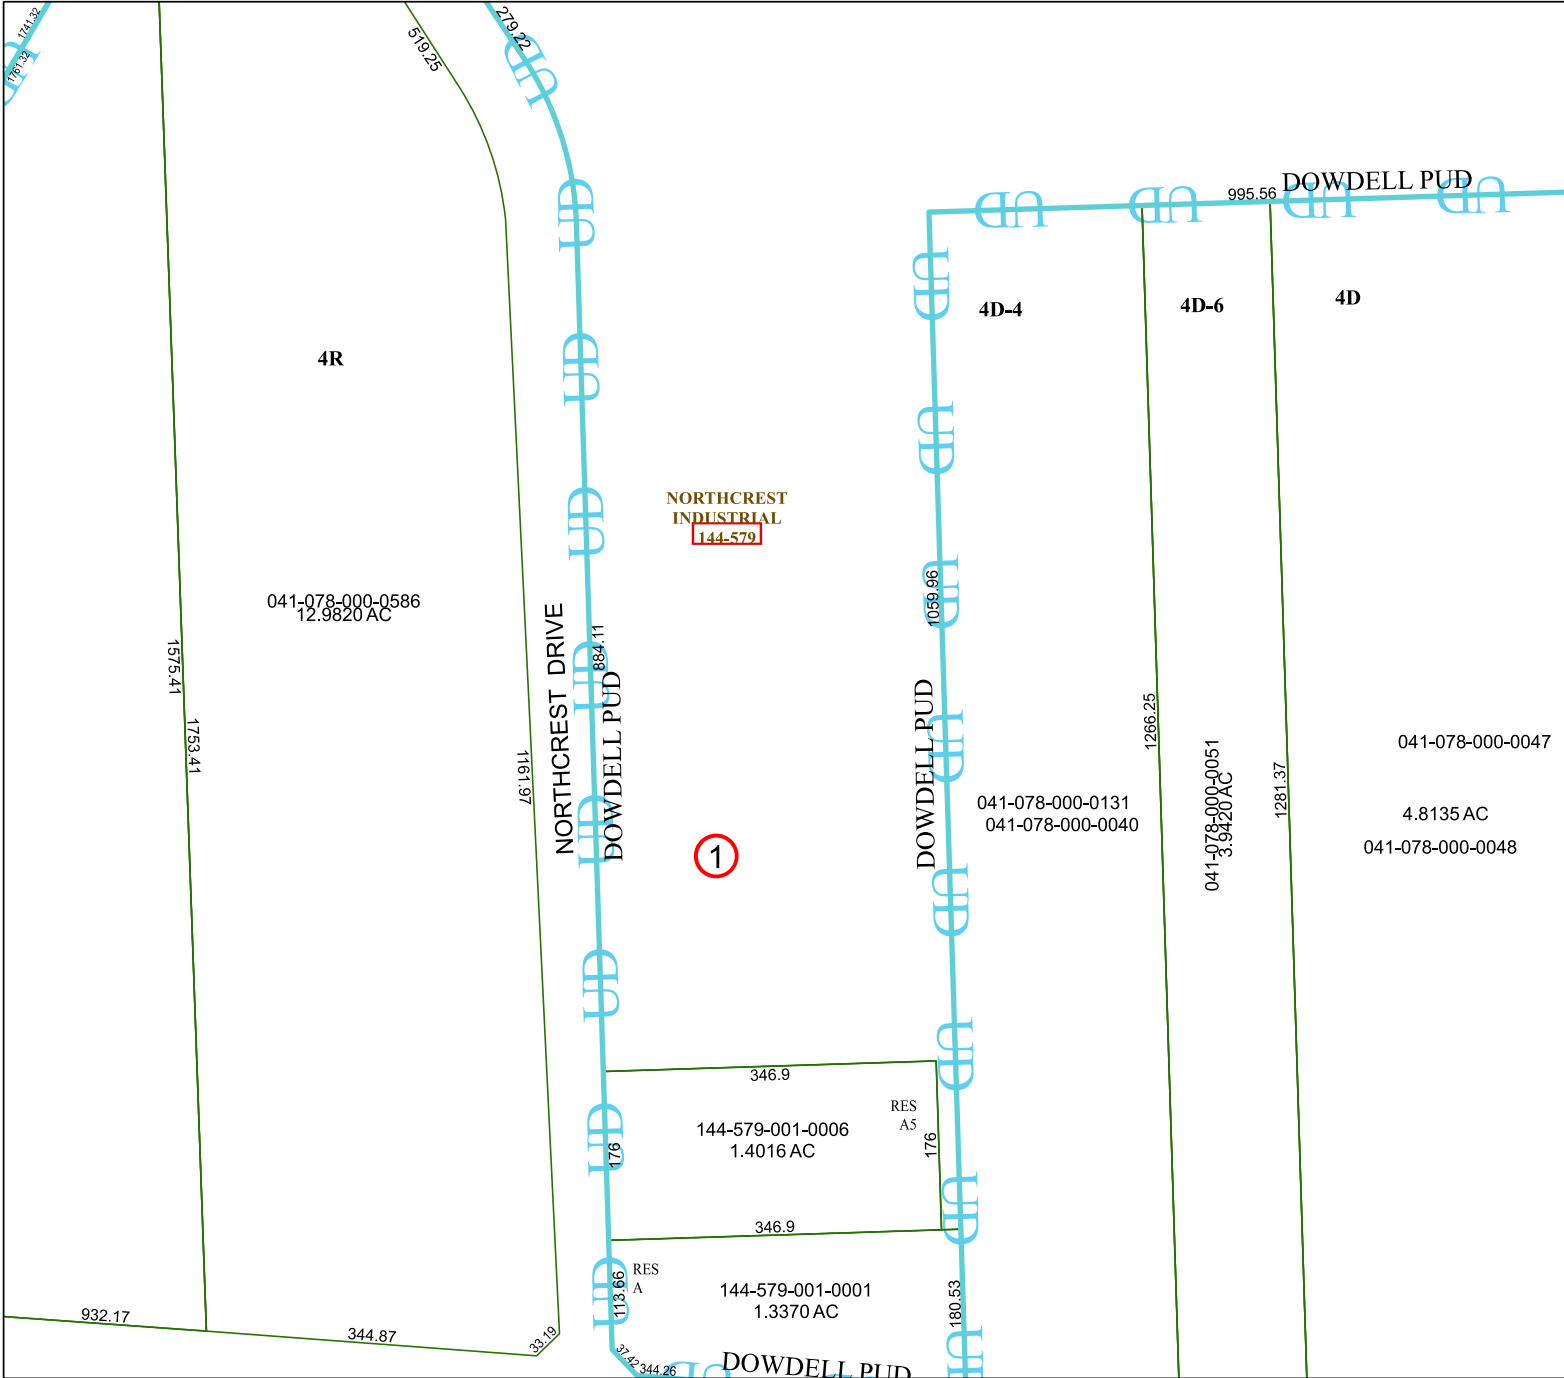 1741.32
1761.32
519.25
279.22
UD
DOWDELL PUD
995.56
4D-4
4D-6
4D
4R
NORTHCREST
INDUSTRIAL
144-579
041-078-000-0586
12.9820 AC
1575.41
1753.41
1161.97
NORTHCREST DRIVE
884.11
DOWDELL PUD
1059.96
DOWDELL PUD
1266.25
041-078-000-0051
3.9420 AC
1281.37
041-078-000-0047
4.8135 AC
041-078-000-0048
041-078-000-0131
041-078-000-0040
1
346.9
RES
A5
144-579-001-0006
1.4016 AC
176
176
346.9
RES
A
144-579-001-0001
1.3370 AC
113.66
180.53
932.17
344.87
33.19
37.42
344.26
DOWDELL PUD